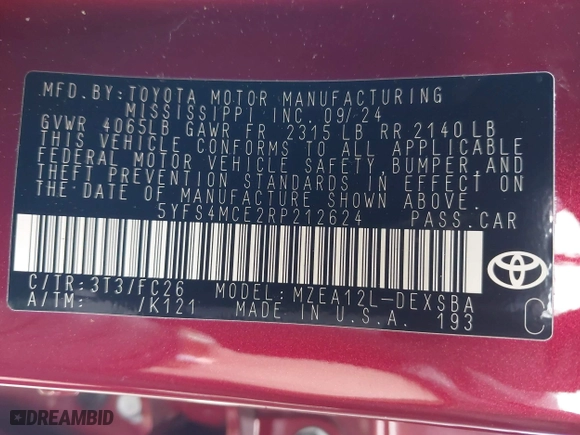 MFD.BY:TOYOTA MOTOR MANUFACTURING
MISSISSIPPI INC. 09/24
GVWR 4065LB GAWR FR 2315 LB RR 2140 LB
THIS VEHICLE CONFORMS TO ALL APPLICABLE
FEDERAL MOTOR VEHICLE SAFETY,BUMPER,AND
THEFT PREVENTION STANDARDS IN EFFECT ON
THE DATE OF MANUFACTURE SHOWN ABOVE.
5YFS4MCE2RP212624 PASS.CAR
C/TR:3T3/FC26 MODEL:MZEA12L-DEXSBA
A/TM: /K121 MADE IN U.S.A. 193
C
DREAMBID